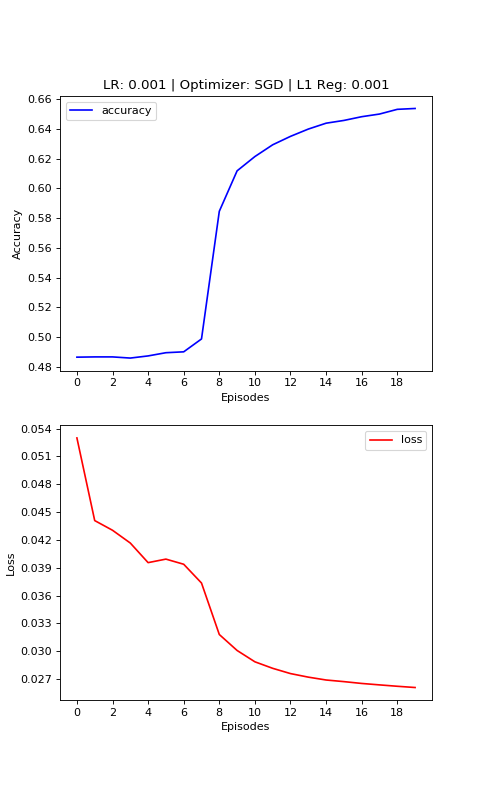 LR: 0.001 | Optimizer: SGD | L1 Reg: 0.001
accuracy
0.66
0.64
0.62
0.60
0.58
0.56
0.54
0.52
0.50
0.48
Accuracy
0 2 4 6 8 10 12 14 16 18
Episodes
loss
0.054
0.051
0.048
0.045
0.042
0.039
0.036
0.033
0.030
0.027
Loss
0 2 4 6 8 10 12 14 16 18
Episodes